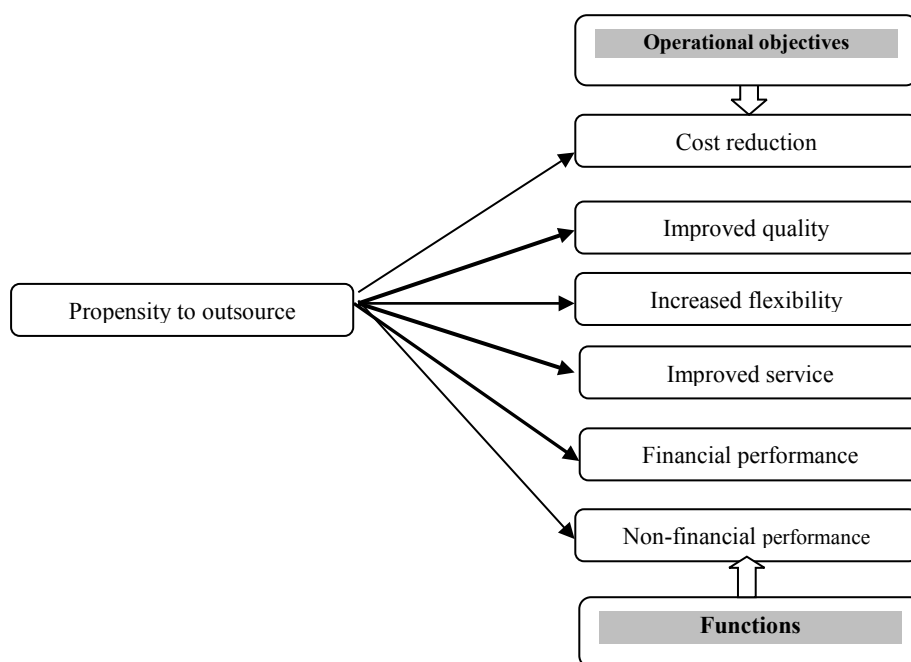 Operational objectives
Cost reduction
Improved quality
Increased flexibility
Propensity to outsource
Improved service
Financial performance
Non-financial performance
Functions